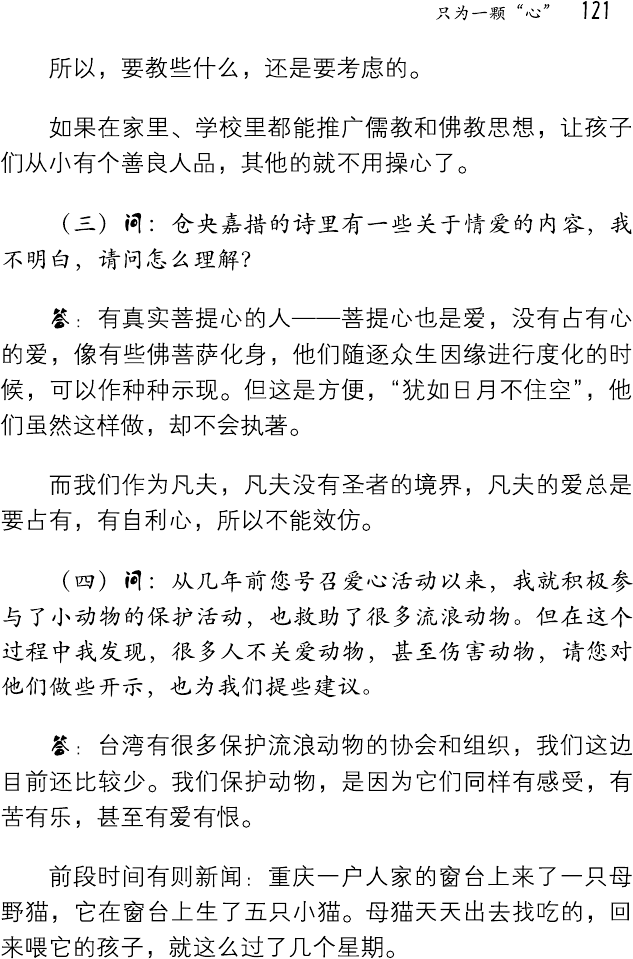 只为一颗“心” 121
所以，要教些什么，还是要考虑的。
如果在家里、学校里都能推广儒教和佛教思想，让孩子
们从小有个善良人品，其他的就不用操心了。
（三）问：仓央嘉措的诗里有一些关于情爱的内容，我
不明白，请问怎么理解？
答：有真实菩提心的人——菩提心也是爱，没有占有心
的爱，像有些佛菩萨化身，他们随逐众生因缘进行度化的时
候，可以作种种示现。但这是方便，“犹如日月不住空”，他
们虽然这样做，却不会执著。
而我们作为凡夫，凡夫没有圣者的境界，凡夫的爱总是
要占有，有自利心，所以不能效仿。
（四）问：从几年前您号召爱心活动以来，我就积极参
与了小动物的保护活动，也救助了很多流浪动物。但在这个
过程中我发现，很多人不关爱动物，甚至伤害动物，请您对
他们做些开示，也为我们提些建议。
答：台湾有很多保护流浪动物的协会和组织，我们这边
目前还比较少。我们保护动物，是因为它们同样有感受，有
苦有乐，甚至有爱有恨。
前段时间有则新闻：重庆一户人家的窗台上来了一只母
野猫，它在窗台上生了五只小猫。母猫天天出去找吃的，回
来喂它的孩子，就这么过了几个星期。